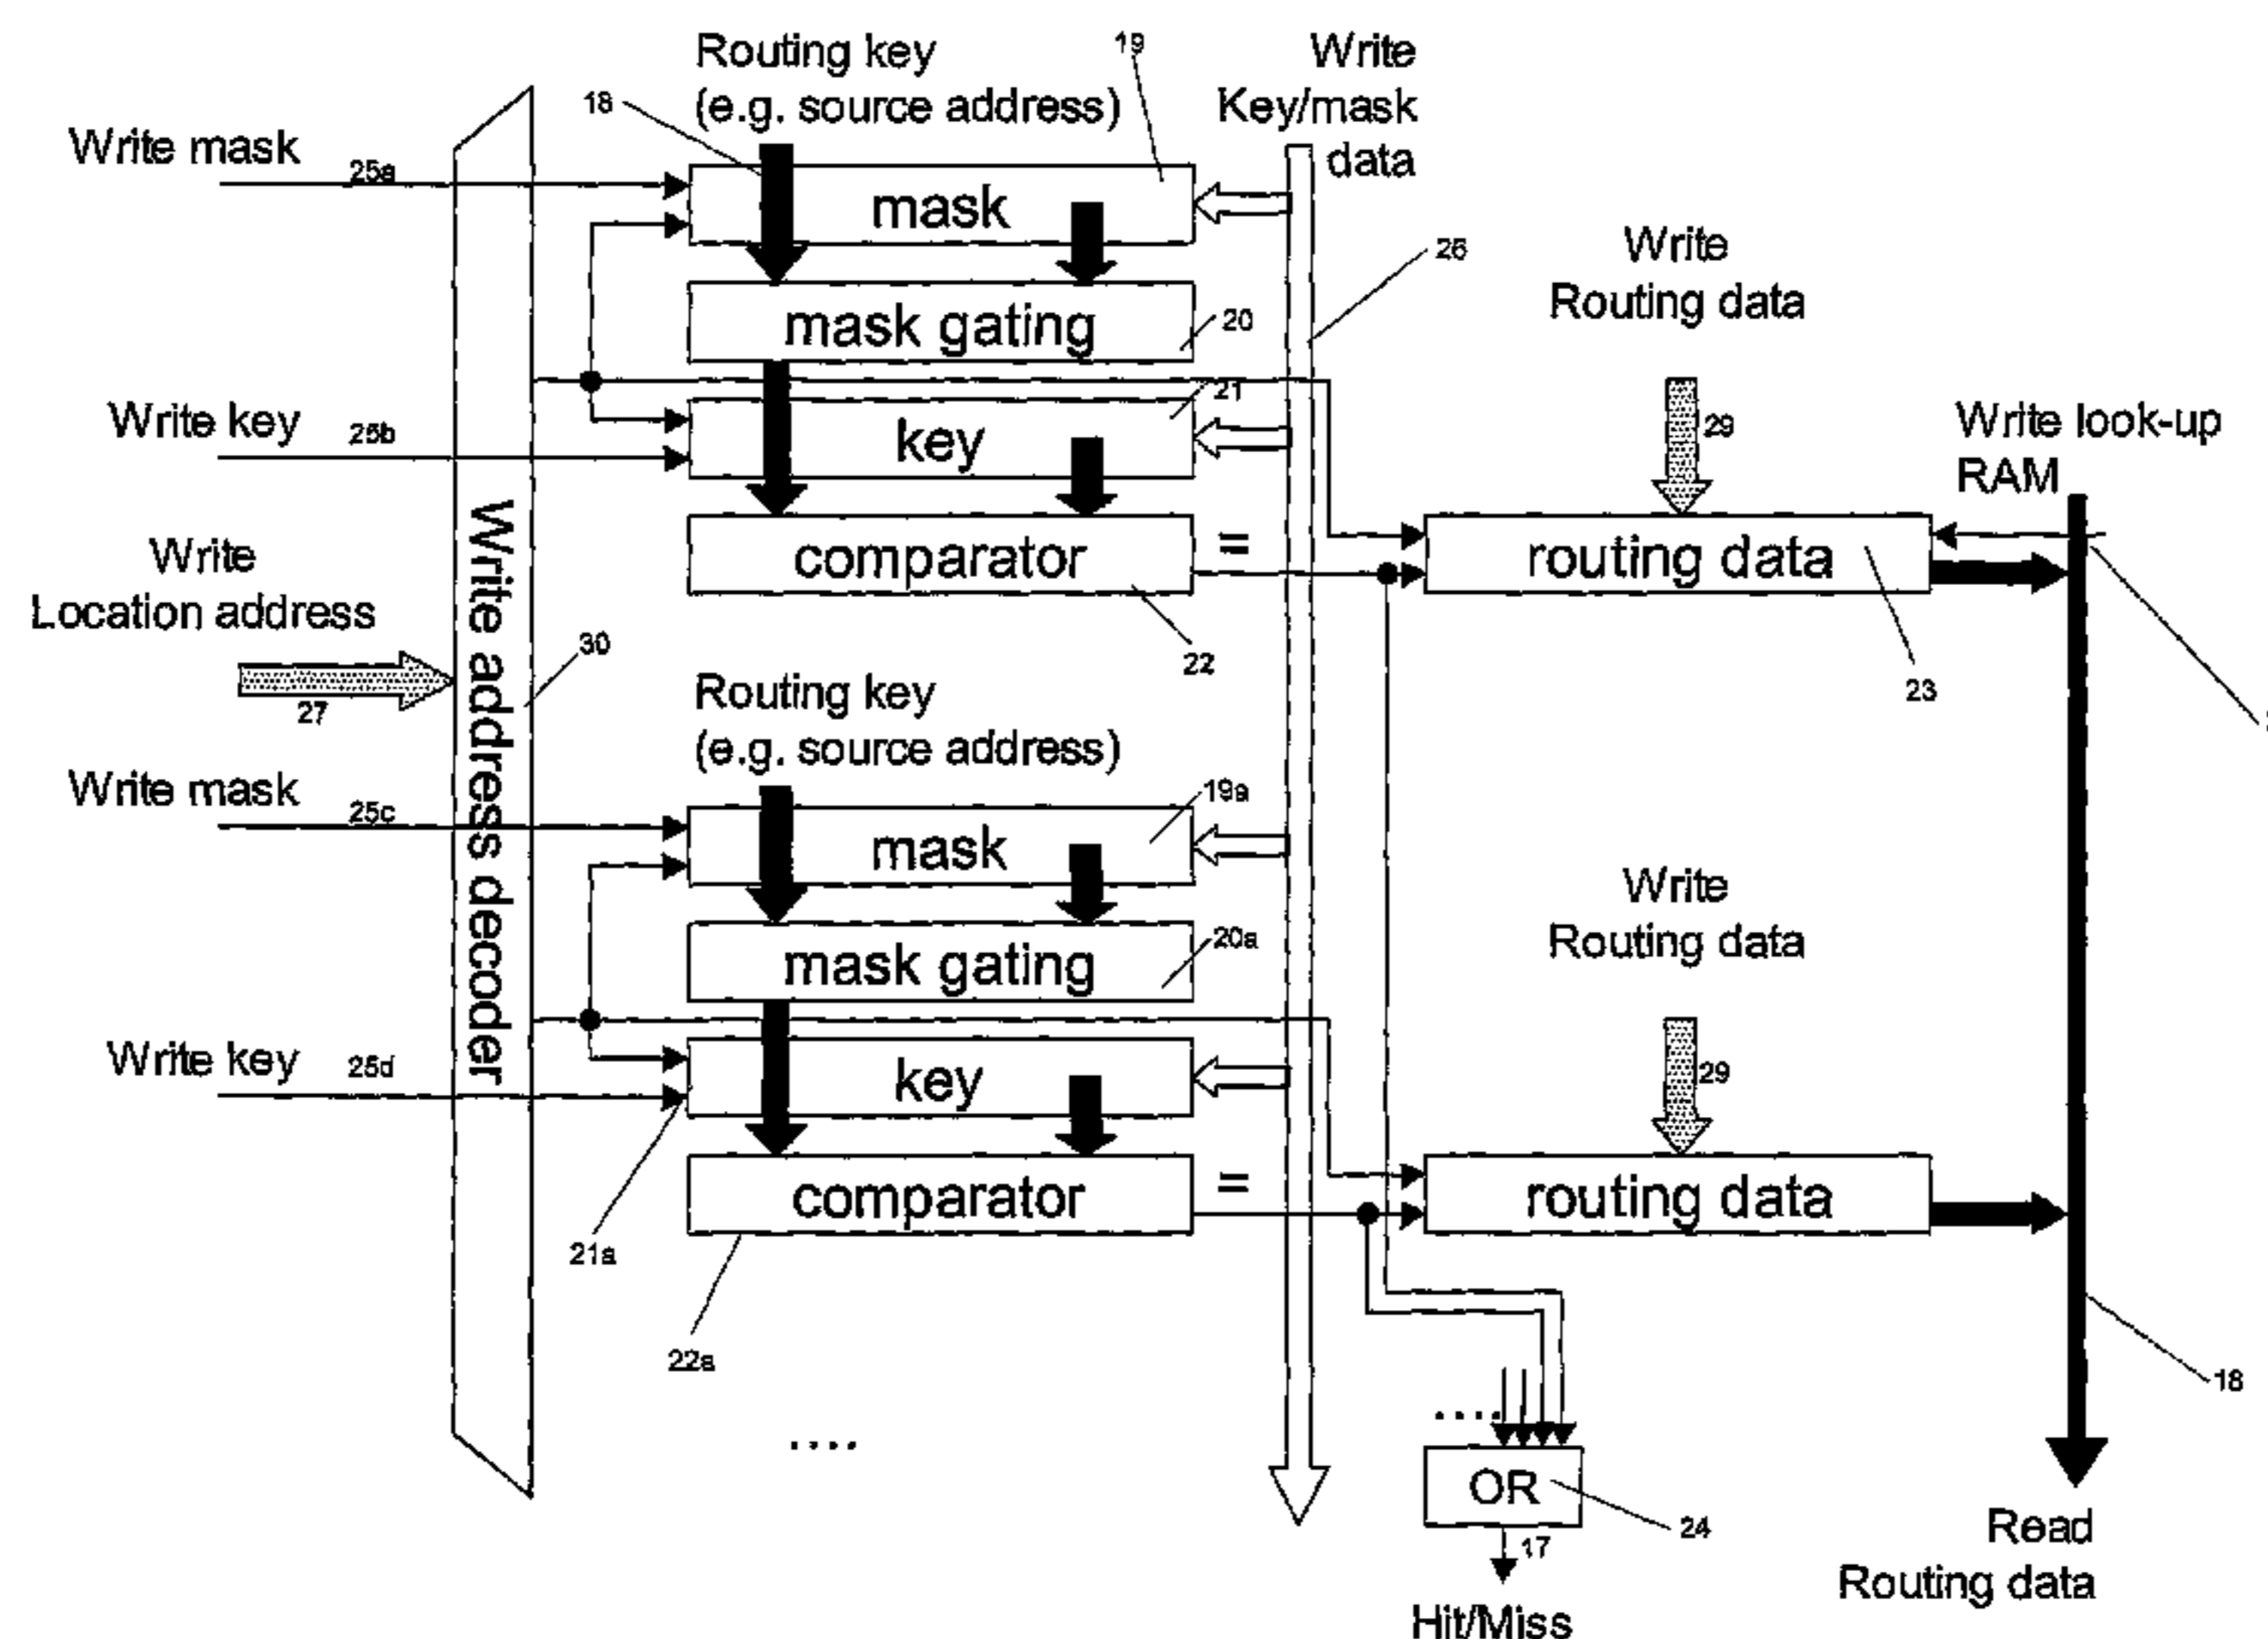 Routing key
(e.g. source address)
18
19
Write
Key/mask
data
Write mask
25a
mask
26
Write
Routing data
mask gating
20
21
Write key
25b
key
29
Write look-up
RAM
Write
Location address
27
Write address decoder
30
comparator
=
22
routing data
23
Routing key
(e.g. source address)
Write mask
25c
mask
19a
mask gating
20a
Write
Routing data
Write key
25d
key
29
21a
comparator
=
22a
routing data
18
....
....
OR
24
17
Hit/Miss
Read
Routing data